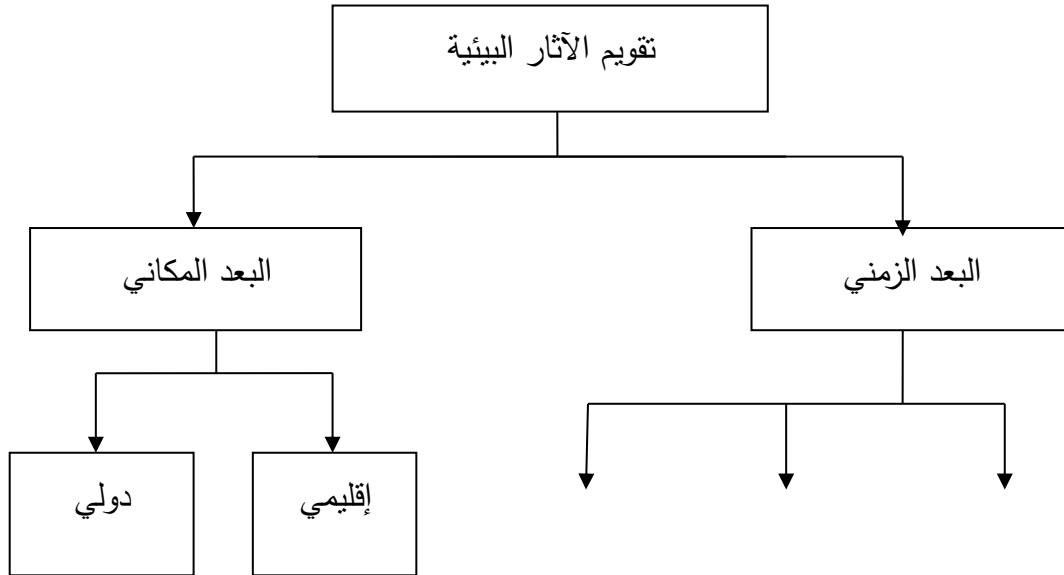 تقويم الآثار البيئية
البعد الزمني
البعد المكاني
إقليمي
دولي